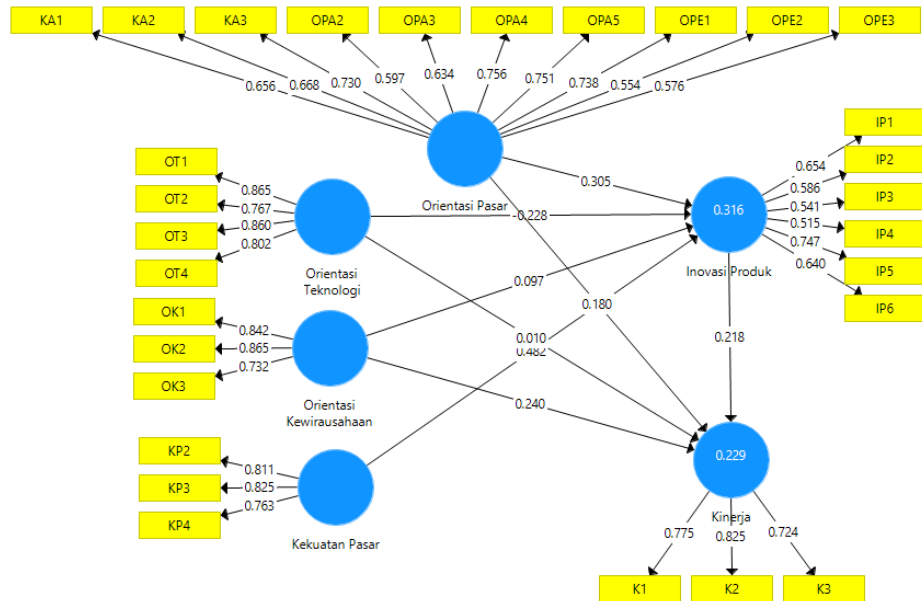 KA1 KA2 KA3 OPA2 OPA3 OPA4 OPA5 OPE1 OPE2 OPE3
0.656 0.668 0.730 0.597 0.634 0.756 0.751 0.738 0.554 0.576
Orientasi Pasar
OT1
OT2
OT3
OT4
0.865
0.767
0.860
0.802
Orientasi
Teknologi
OK1
OK2
OK3
0.842
0.865
0.732
Orientasi
Kewirausahaan
KP2
KP3
KP4
0.811
0.825
0.763
Kekuatan Pasar
0.305
-0.228
0.097
0.180
0.010
0.482
0.240
0.218
0.316
Inovasi Produk
IP1
IP2
IP3
IP4
IP5
IP6
0.654
0.586
0.541
0.515
0.747
0.640
0.229
Kinerja
0.775 0.825 0.724
K1 K2 K3